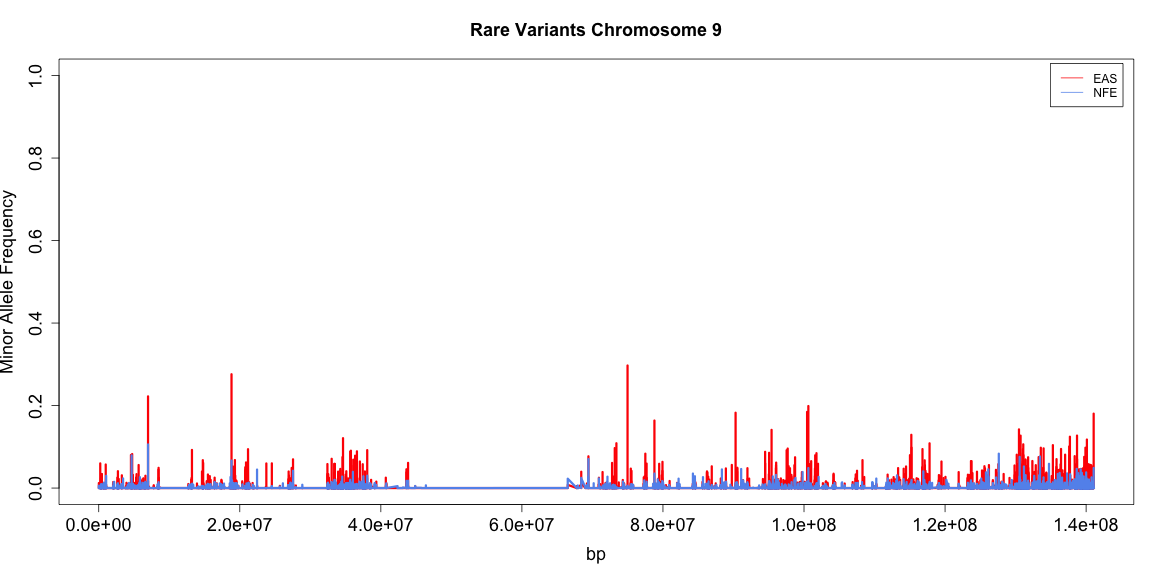 Rare Variants Chromosome 9
EAS
NFE
Minor Allele Frequency
1.0
0.8
0.6
0.4
0.2
0.0
0.0e+00 2.0e+07 4.0e+07 6.0e+07 8.0e+07 1.0e+08 1.2e+08 1.4e+08
bp